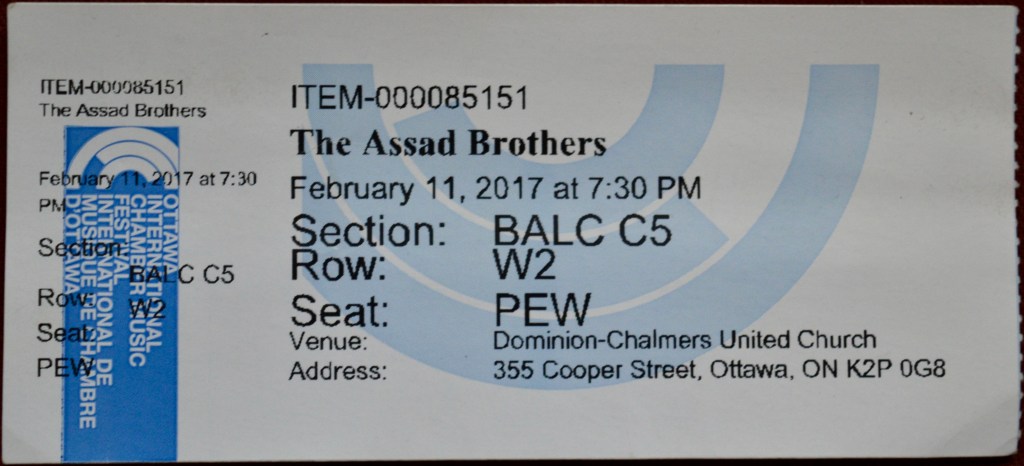 ITEM-000085151
The Assad Brothers
February 11, 2017 at 7:30
PM
Section:
BALC C5
Row:
W2
Seat:
PEW
OTTAWA
INTERNATIONAL
CHAMBER MUSIC
FESTIVAL
INTERNATIONAL DE
MUSIQUE DE CHAMBRE
D'OTTAWA
ITEM-000085151
The Assad Brothers
February 11, 2017 at 7:30 PM
Section: BALC C5
Row: W2
Seat: PEW
Venue: Dominion-Chalmers United Church
Address: 355 Cooper Street, Ottawa, ON K2P 0G8